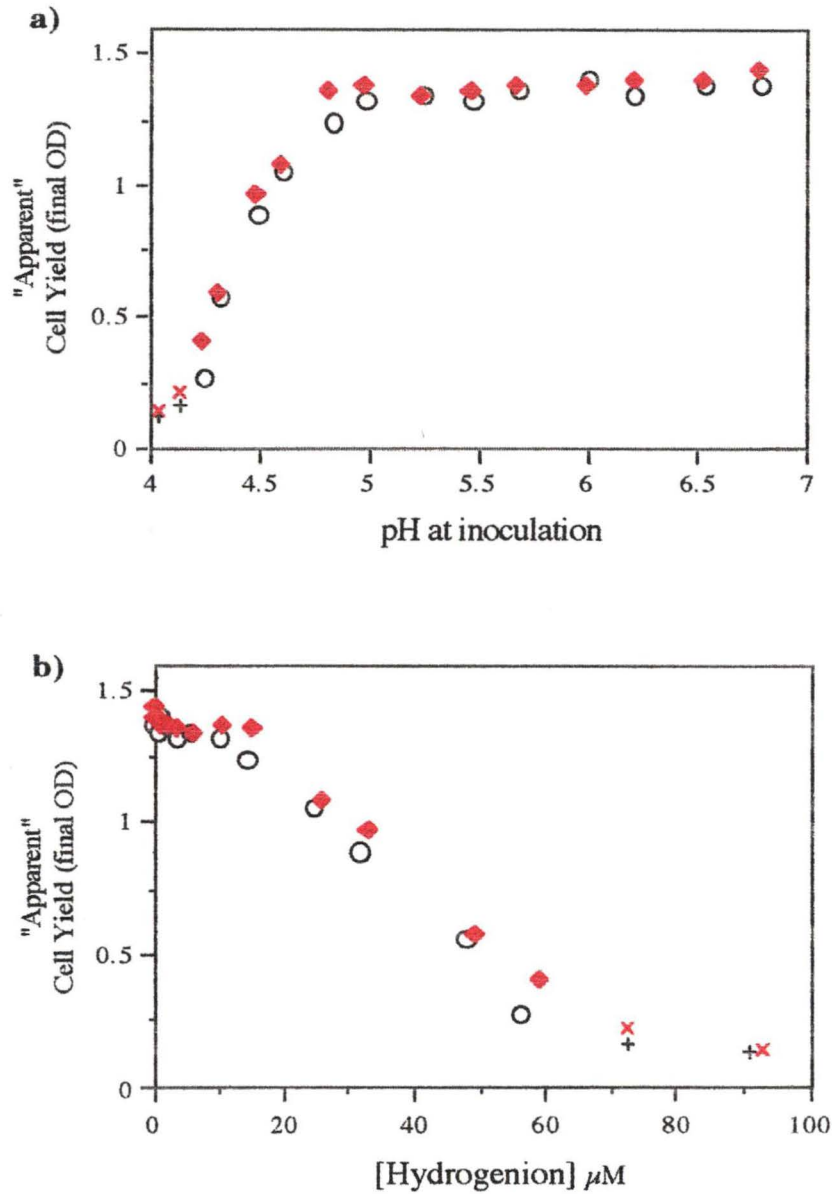 a)
1.5
1
0.5
0
"Apparent"
Cell Yield (final OD)
4 4.5 5 5.5 6 6.5 7
pH at inoculation
b)
1.5
1
0.5
0
"Apparent"
Cell Yield (final OD)
0 20 40 60 80 100
[Hydrogenion] µM